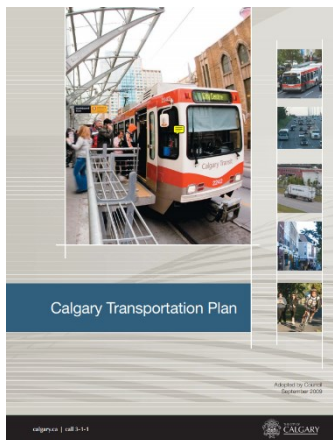 City Centre
Calgary Transit
Calgary Transportation Plan
Adopted by Council
September 2009
calgary.ca | call 3-1-1
CALGARY